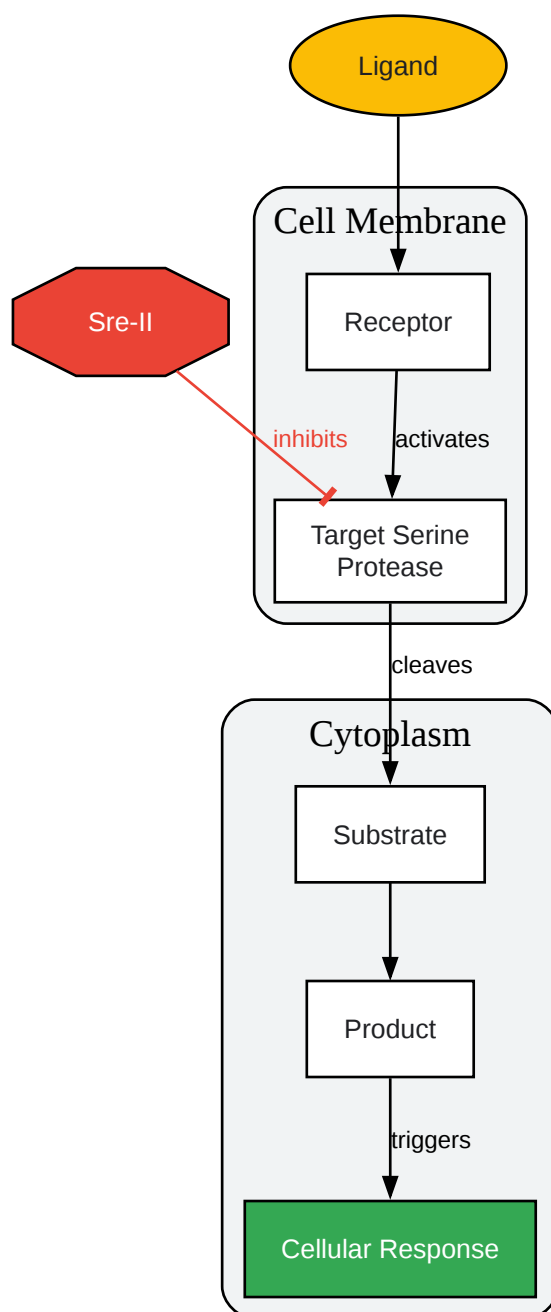 Ligand
Cell Membrane
Sre-II
Receptor
inhibits
activates
Target Serine
Protease
cleaves
Cytoplasm
Substrate
Product
triggers
Cellular Response